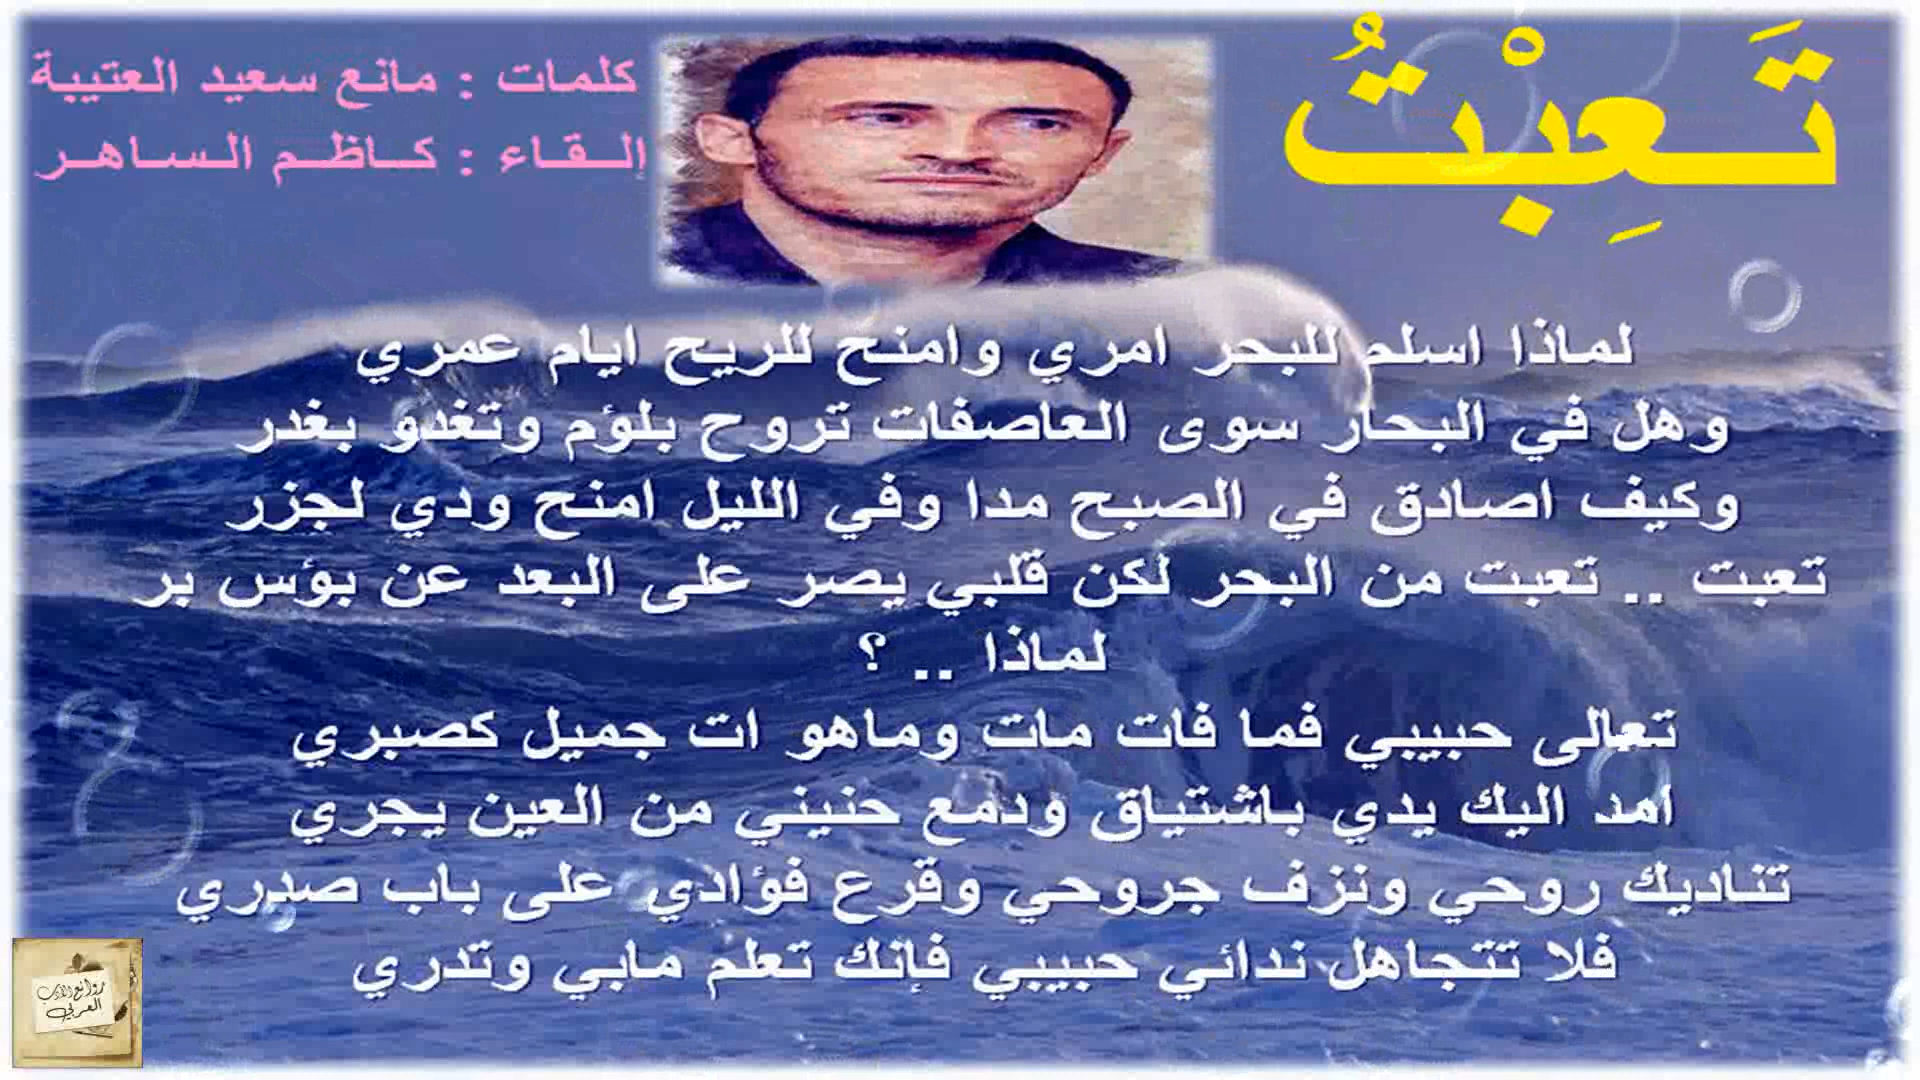 تَعِبْتُ
كلمات : مانع سعيد العتيبة
إلقاء : كاظم الساهر
لماذا اسلم للبحر امري وامنح للريح ايام عمري
وهل في البحار سوى العاصفات تروح بلؤم وتغدو بغدر
وكيف اصادق في الصبح مدا وفي الليل امنح ودي لجزر
تعبت .. تعبت من البحر لكن قلبي يصر على البعد عن بؤس بر
لماذا .. ؟
تعالى حبيبي فما فات مات وماهو ات جميل كصبري
امد اليك يدي باشتياق ودمع حنيني من العين يجري
تناديك روحي ونزف جروحي وقرع فؤادي على باب صدري
فلا تتجاهل ندائي حبيبي فإنك تعلم مابي وتدري
روائع الادب
العربي